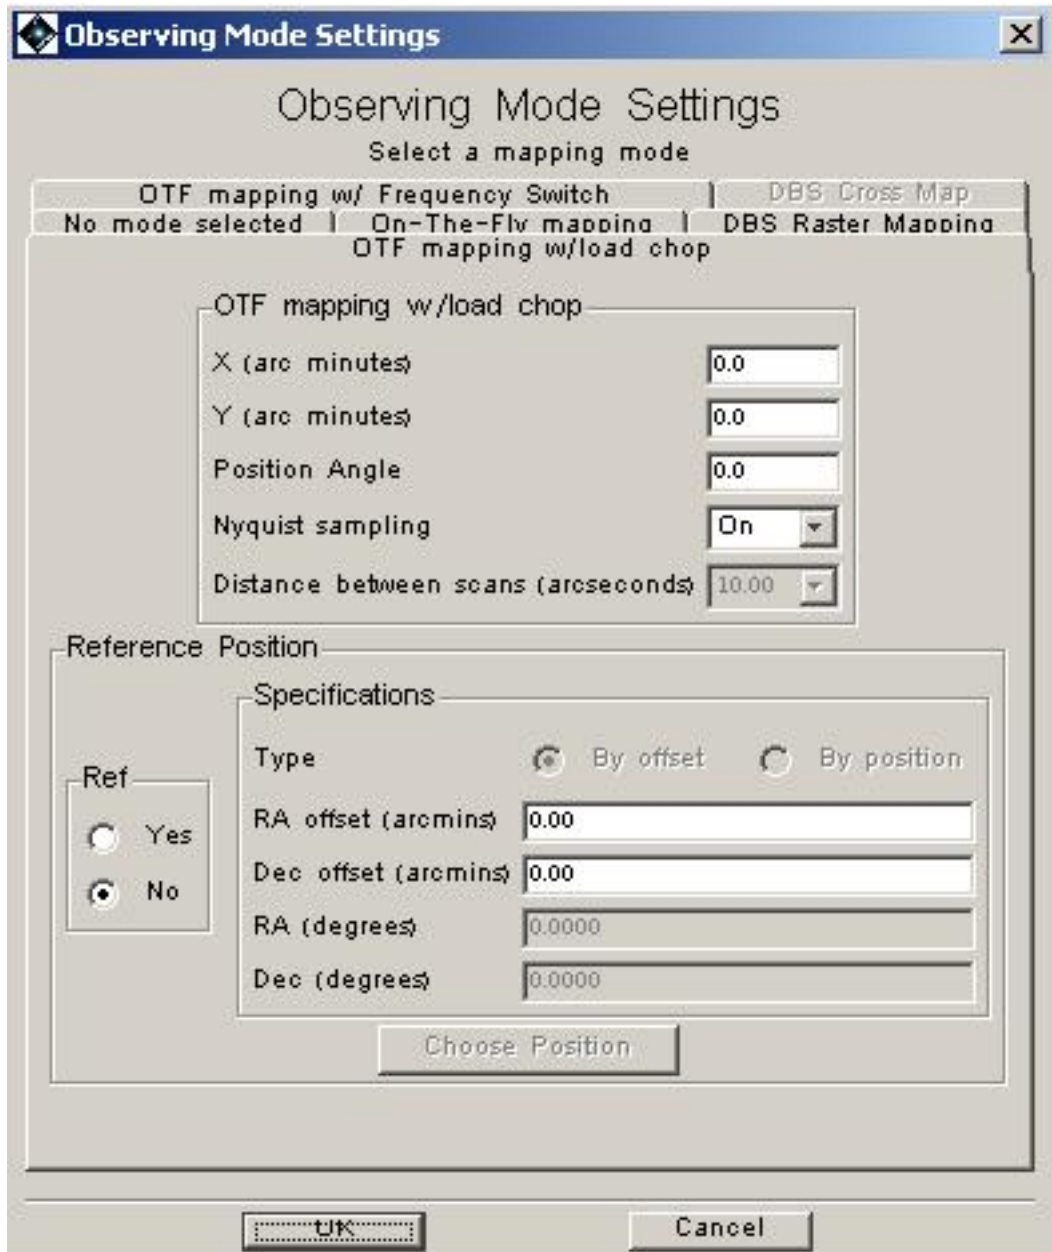 Observing Mode Settings
Observing Mode Settings
Select a mapping mode
OTF mapping w/ Frequency Switch
DBS Cross Map
No mode selected
On-The-Fly mapping
DBS Raster Mapping
OTF mapping w/load chop
OTF mapping w/load chop
X (arc minutes)
0.0
Y (arc minutes)
0.0
Position Angle
0.0
Nyquist sampling
On
Distance between scans (arcseconds)
10.00
Reference Position
Specifications
Type
By offset
By position
Ref
Yes
No
RA offset (arcmins)
0.00
Dec offset (arcmins)
0.00
RA (degrees)
0.0000
Dec (degrees)
0.0000
Choose Position
OK
Cancel